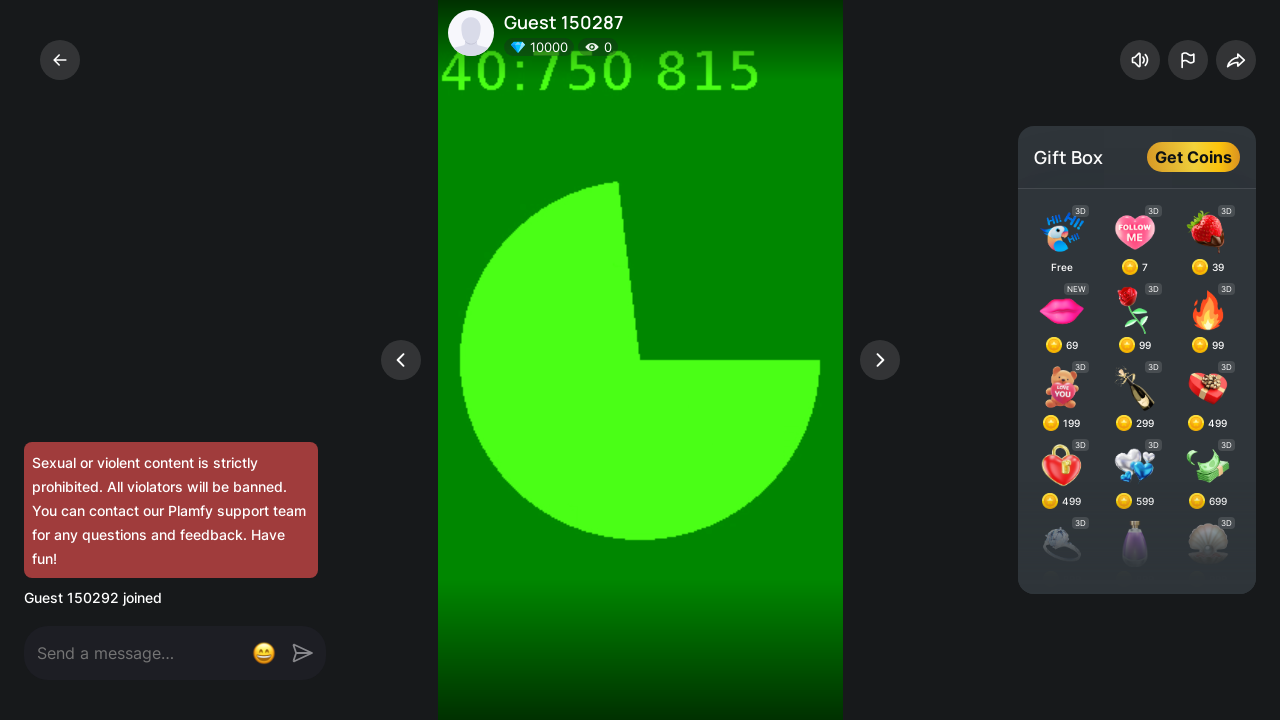 Guest 150287
10000
0
40:750 815
Gift Box
Get Coins
Hi! Hi! Hi!
3D
FOLLOW ME
3D
3D
Free
7
39
NEW
3D
3D
69
99
99
LOVE YOU
3D
3D
3D
199
299
499
3D
3D
3D
499
599
699
3D
3D
Sexual or violent content is strictly
prohibited. All violators will be banned.
You can contact our Plamfy support team
for any questions and feedback. Have
fun!
Guest 150292 joined
Send a message...